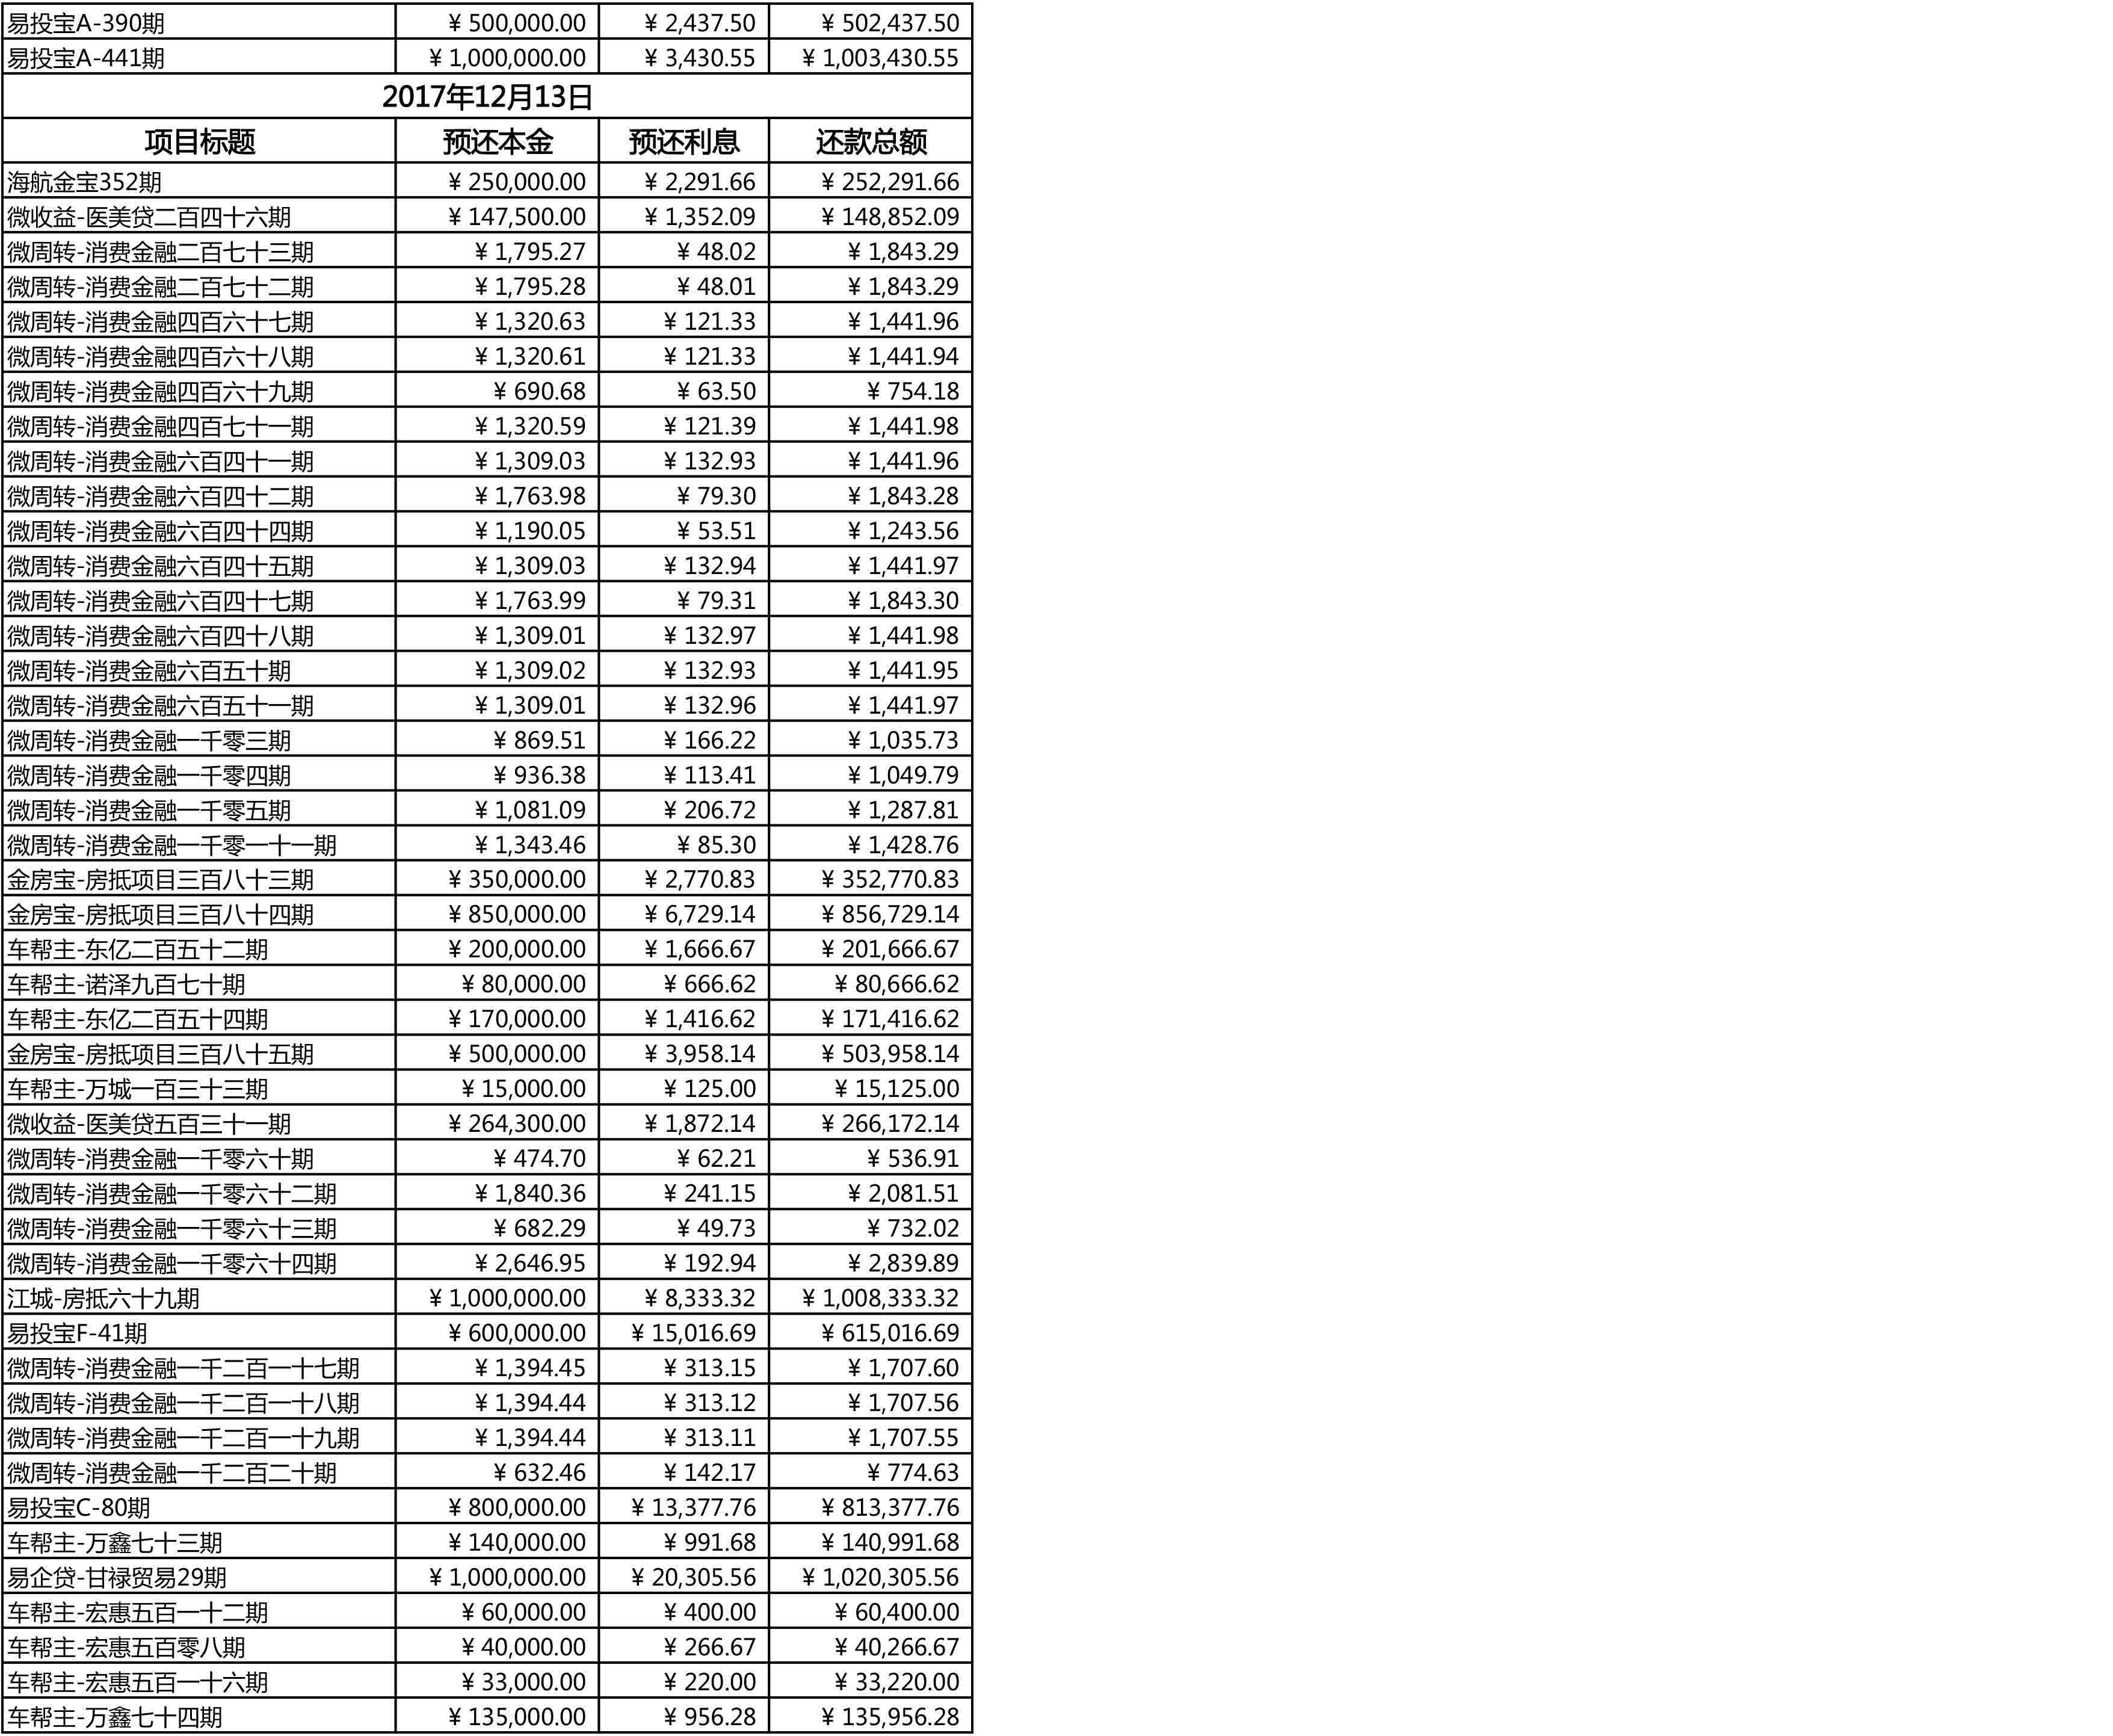 易投宝A-390期 ¥ 500,000.00 ¥ 2,437.50 ¥ 502,437.50
易投宝A-441期 ¥ 1,000,000.00 ¥ 3,430.55 ¥ 1,003,430.55
2017年12月13日
项目标题 预还本金 预还利息 还款总额
海航金宝352期 ¥ 250,000.00 ¥ 2,291.66 ¥ 252,291.66
微收益-医美贷二百四十六期 ¥ 147,500.00 ¥ 1,352.09 ¥ 148,852.09
微周转-消费金融二百七十三期 ¥ 1,795.27 ¥ 48.02 ¥ 1,843.29
微周转-消费金融二百七十二期 ¥ 1,795.28 ¥ 48.01 ¥ 1,843.29
微周转-消费金融四百六十七期 ¥ 1,320.63 ¥ 121.33 ¥ 1,441.96
微周转-消费金融四百六十八期 ¥ 1,320.61 ¥ 121.33 ¥ 1,441.94
微周转-消费金融四百六十九期 ¥ 690.68 ¥ 63.50 ¥ 754.18
微周转-消费金融四百七十一期 ¥ 1,320.59 ¥ 121.39 ¥ 1,441.98
微周转-消费金融六百四十一期 ¥ 1,309.03 ¥ 132.93 ¥ 1,441.96
微周转-消费金融六百四十二期 ¥ 1,763.98 ¥ 79.30 ¥ 1,843.28
微周转-消费金融六百四十四期 ¥ 1,190.05 ¥ 53.51 ¥ 1,243.56
微周转-消费金融六百四十五期 ¥ 1,309.03 ¥ 132.94 ¥ 1,441.97
微周转-消费金融六百四十七期 ¥ 1,763.99 ¥ 79.31 ¥ 1,843.30
微周转-消费金融六百四十八期 ¥ 1,309.01 ¥ 132.97 ¥ 1,441.98
微周转-消费金融六百五十期 ¥ 1,309.02 ¥ 132.93 ¥ 1,441.95
微周转-消费金融六百五十一期 ¥ 1,309.01 ¥ 132.96 ¥ 1,441.97
微周转-消费金融一千零三期 ¥ 869.51 ¥ 166.22 ¥ 1,035.73
微周转-消费金融一千零四期 ¥ 936.38 ¥ 113.41 ¥ 1,049.79
微周转-消费金融一千零五期 ¥ 1,081.09 ¥ 206.72 ¥ 1,287.81
微周转-消费金融一千零一十一期 ¥ 1,343.46 ¥ 85.30 ¥ 1,428.76
金房宝-房抵项目三百八十三期 ¥ 350,000.00 ¥ 2,770.83 ¥ 352,770.83
金房宝-房抵项目三百八十四期 ¥ 850,000.00 ¥ 6,729.14 ¥ 856,729.14
车帮主-东亿二百五十二期 ¥ 200,000.00 ¥ 1,666.67 ¥ 201,666.67
车帮主-诺泽九百七十期 ¥ 80,000.00 ¥ 666.62 ¥ 80,666.62
车帮主-东亿二百五十四期 ¥ 170,000.00 ¥ 1,416.62 ¥ 171,416.62
金房宝-房抵项目三百八十五期 ¥ 500,000.00 ¥ 3,958.14 ¥ 503,958.14
车帮主-万城一百三十三期 ¥ 15,000.00 ¥ 125.00 ¥ 15,125.00
微收益-医美贷五百三十一期 ¥ 264,300.00 ¥ 1,872.14 ¥ 266,172.14
微周转-消费金融一千零六十期 ¥ 474.70 ¥ 62.21 ¥ 536.91
微周转-消费金融一千零六十二期 ¥ 1,840.36 ¥ 241.15 ¥ 2,081.51
微周转-消费金融一千零六十三期 ¥ 682.29 ¥ 49.73 ¥ 732.02
微周转-消费金融一千零六十四期 ¥ 2,646.95 ¥ 192.94 ¥ 2,839.89
江城-房抵六十九期 ¥ 1,000,000.00 ¥ 8,333.32 ¥ 1,008,333.32
易投宝F-41期 ¥ 600,000.00 ¥ 15,016.69 ¥ 615,016.69
微周转-消费金融一千二百一十七期 ¥ 1,394.45 ¥ 313.15 ¥ 1,707.60
微周转-消费金融一千二百一十八期 ¥ 1,394.44 ¥ 313.12 ¥ 1,707.56
微周转-消费金融一千二百一十九期 ¥ 1,394.44 ¥ 313.11 ¥ 1,707.55
微周转-消费金融一千二百二十期 ¥ 632.46 ¥ 142.17 ¥ 774.63
易投宝C-80期 ¥ 800,000.00 ¥ 13,377.76 ¥ 813,377.76
车帮主-万鑫七十三期 ¥ 140,000.00 ¥ 991.68 ¥ 140,991.68
易企贷-甘禄贸易29期 ¥ 1,000,000.00 ¥ 20,305.56 ¥ 1,020,305.56
车帮主-宏惠五百一十二期 ¥ 60,000.00 ¥ 400.00 ¥ 60,400.00
车帮主-宏惠五百零八期 ¥ 40,000.00 ¥ 266.67 ¥ 40,266.67
车帮主-宏惠五百一十六期 ¥ 33,000.00 ¥ 220.00 ¥ 33,220.00
车帮主-万鑫七十四期 ¥ 135,000.00 ¥ 956.28 ¥ 135,956.28